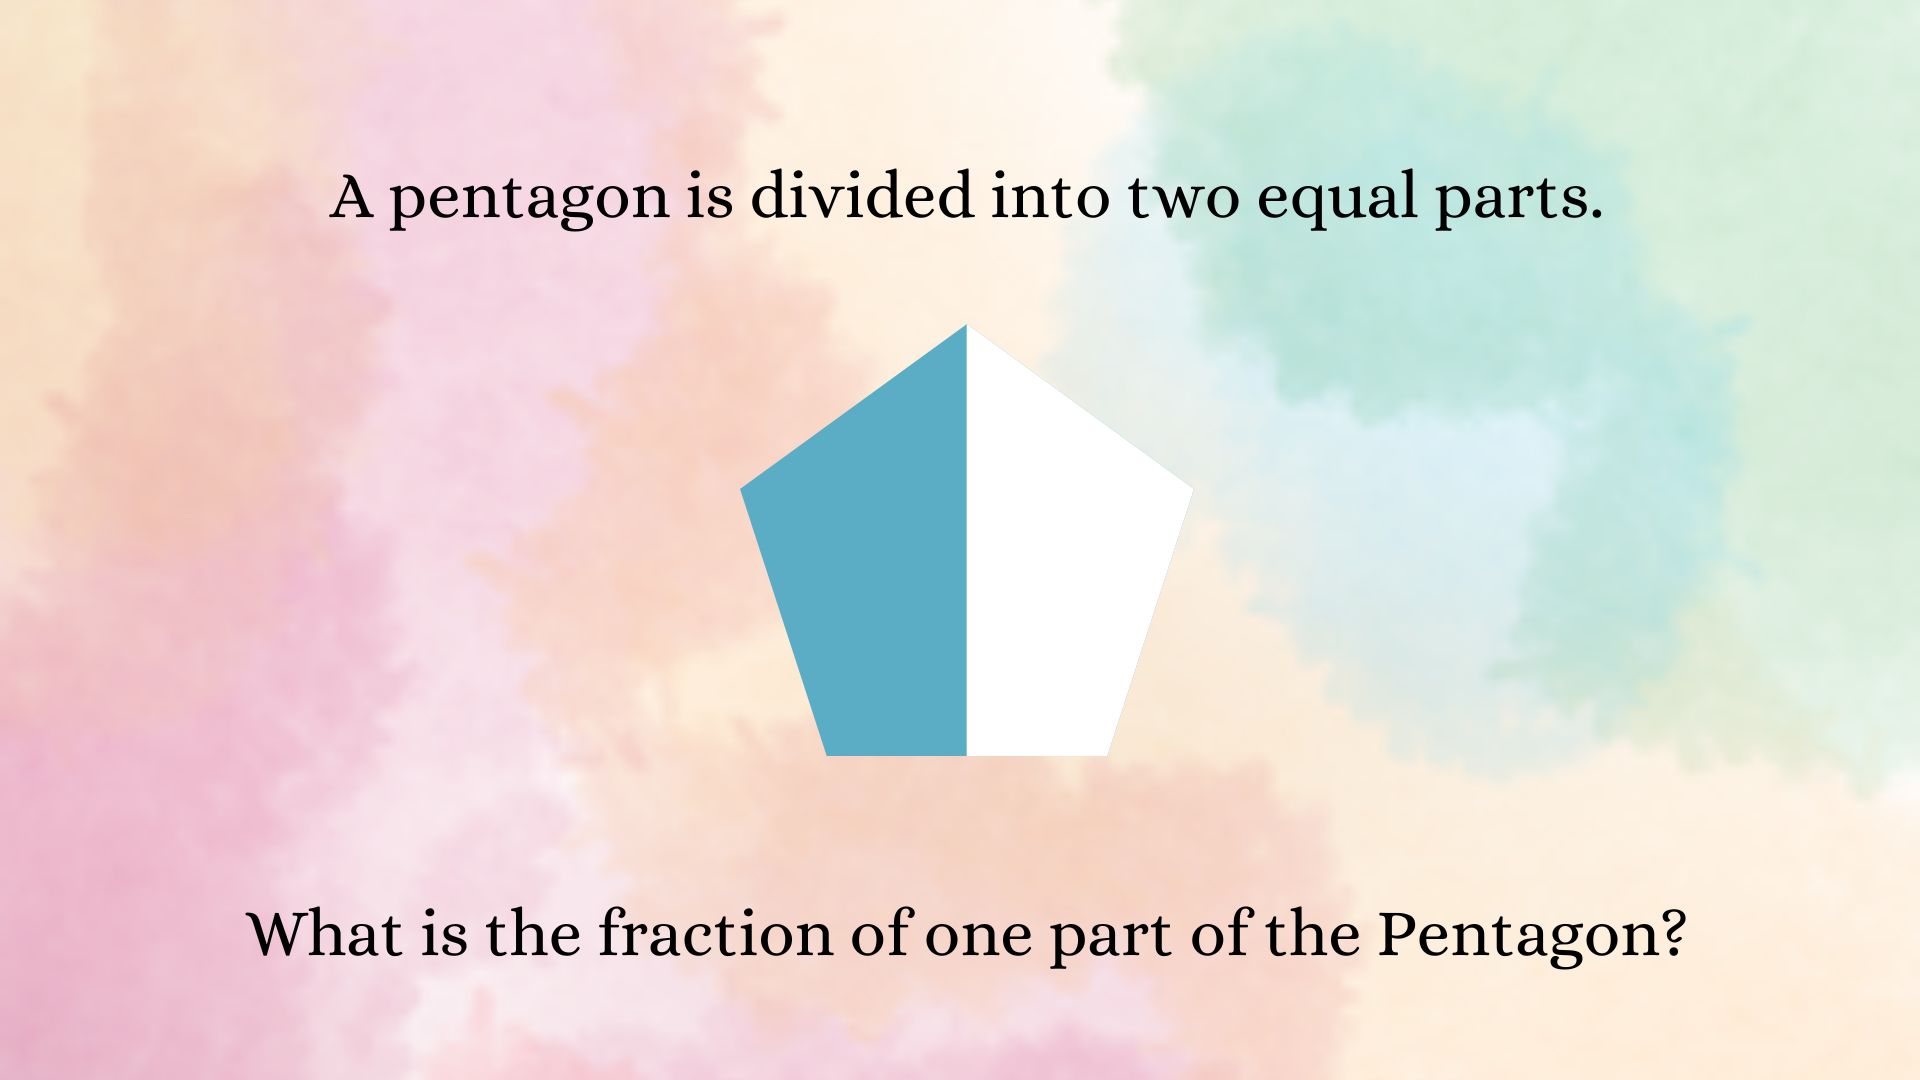 A pentagon is divided into two equal parts.
What is the fraction of one part of the Pentagon?